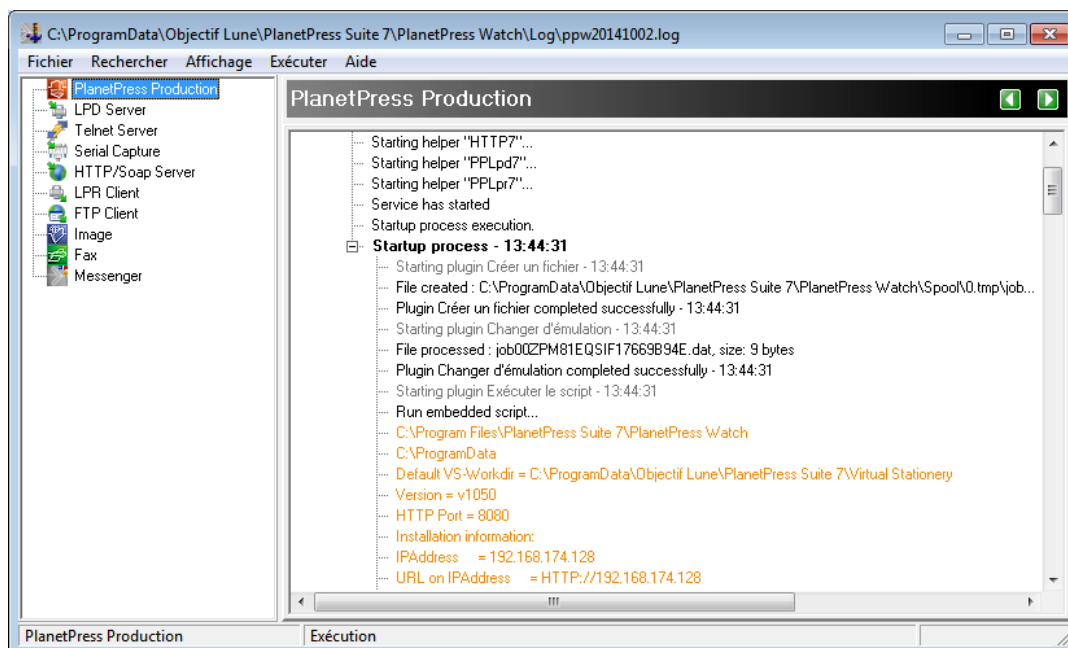 C:\ProgramData\Objectif Lune\PlanetPress Suite 7\PlanetPress Watch\Log\ppw20141002.log
Fichier Rechercher Affichage Exécuter Aide
PlanetPress Production
LPD Server
Telnet Server
Serial Capture
HTTP/Soap Server
LPR Client
FTP Client
Image
Fax
Messenger
PlanetPress Production
Starting helper "HTTP7"...
Starting helper "PPLpd7"...
Starting helper "PPLpr7"...
Service has started
Startup process execution.
Startup process - 13:44:31
Starting plugin Créer un fichier - 13:44:31
File created : C:\ProgramData\Objectif Lune\PlanetPress Suite 7\PlanetPress Watch\Spool\0.tmp\job...
Plugin Créer un fichier completed successfully - 13:44:31
Starting plugin Changer d'émulation - 13:44:31
File processed : job00ZPM81EQSIF17669B94E.dat, size: 9 bytes
Plugin Changer d'émulation completed successfully - 13:44:31
Starting plugin Exécuter le script - 13:44:31
Run embedded script...
C:\Program Files\PlanetPress Suite 7\PlanetPress Watch
C:\ProgramData
Default VS-Workdir = C:\ProgramData\Objectif Lune\PlanetPress Suite 7\Virtual Stationery
Version = v1050
HTTP Port = 8080
Installation information:
IPAddress = 192.168.174.128
URL on IPAddress = HTTP://192.168.174.128
PlanetPress Production
Exécution